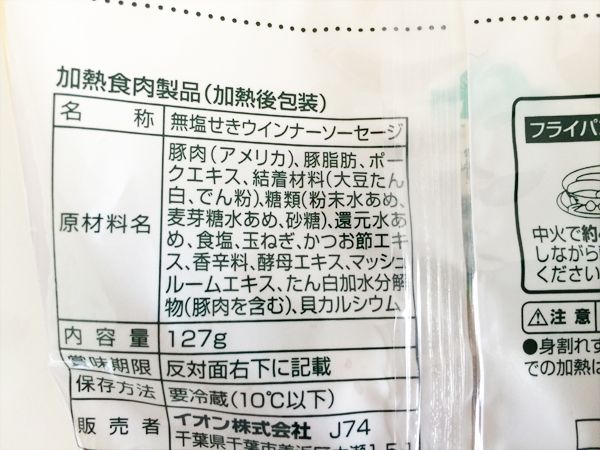 加熱食肉製品(加熱後包装)
名 称 無塩せきウインナーソーセージ
原材料名 豚肉(アメリカ)、豚脂肪、ポー
クエキス、結着材料(大豆たん
白、でん粉)、糖類(粉末水あめ、
麦芽糖水あめ、砂糖)、還元水あ
め、食塩、玉ねぎ、かつお節エキ
ス、香辛料、酵母エキス、マッシュ
ルームエキス、たん白加水分解
物(豚肉を含む)、貝カルシウム
内容量 127g
賞味期限 反対面右下に記載
保存方法 要冷蔵(10℃以下)
販売者 イオン株式会社 J74
千葉県千葉市美浜区
フライパ
中火で約
しながら
ください
⚠注意
●身割れす
での加熱は